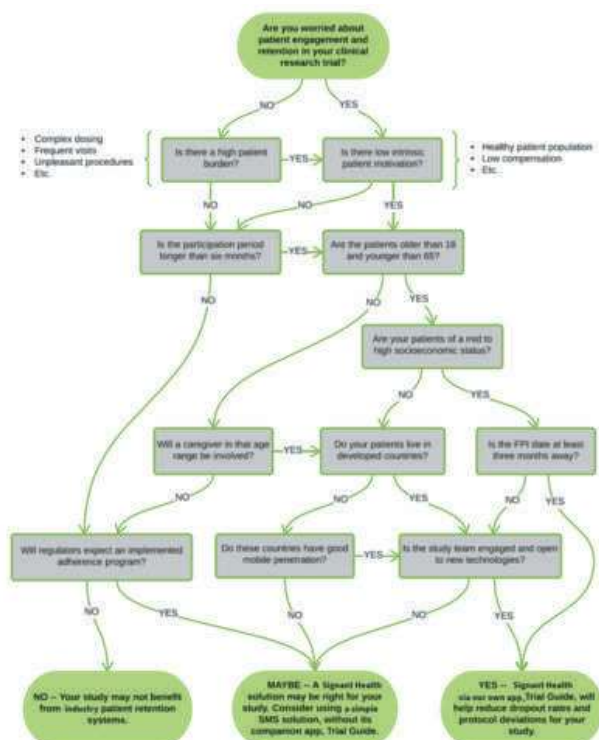 Are you worried about
patient engagement and
retention in your clinical
research trial?
NO
YES
• Complex dosing
• Frequent visits
• Unpleasant procedures
• Etc.
Is there a high patient
burden?
YES
Is there low intrinsic
patient motivation?
• Healthy patient population
• Low compensation
• Etc.
NO
NO
YES
Is the participation period
longer than six months?
YES
Are the patients older than 18
and younger than 65?
NO
NO
YES
Are your patients of a mid to
high socioeconomic status?
NO
YES
Will a caregiver in that age
range be involved?
YES
Do your patients live in
developed countries?
Is the FPI date at least
three months away?
NO
NO
YES
NO
YES
Will regulators expect an implemented
adherence program?
Do these countries have good
mobile penetration?
YES
Is the study team engaged and open
to new technologies?
NO
YES
NO
NO
YES
NO -- Your study may not benefit
from industry patient retention
systems.
MAYBE -- A Signant Health
solution may be right for your
study. Consider using a simple
SMS solution, without its
companion app, Trial Guide.
YES -- Signant Health
via our own app, Trial Guide, will
help reduce dropout rates and
protocol deviations for your
study.